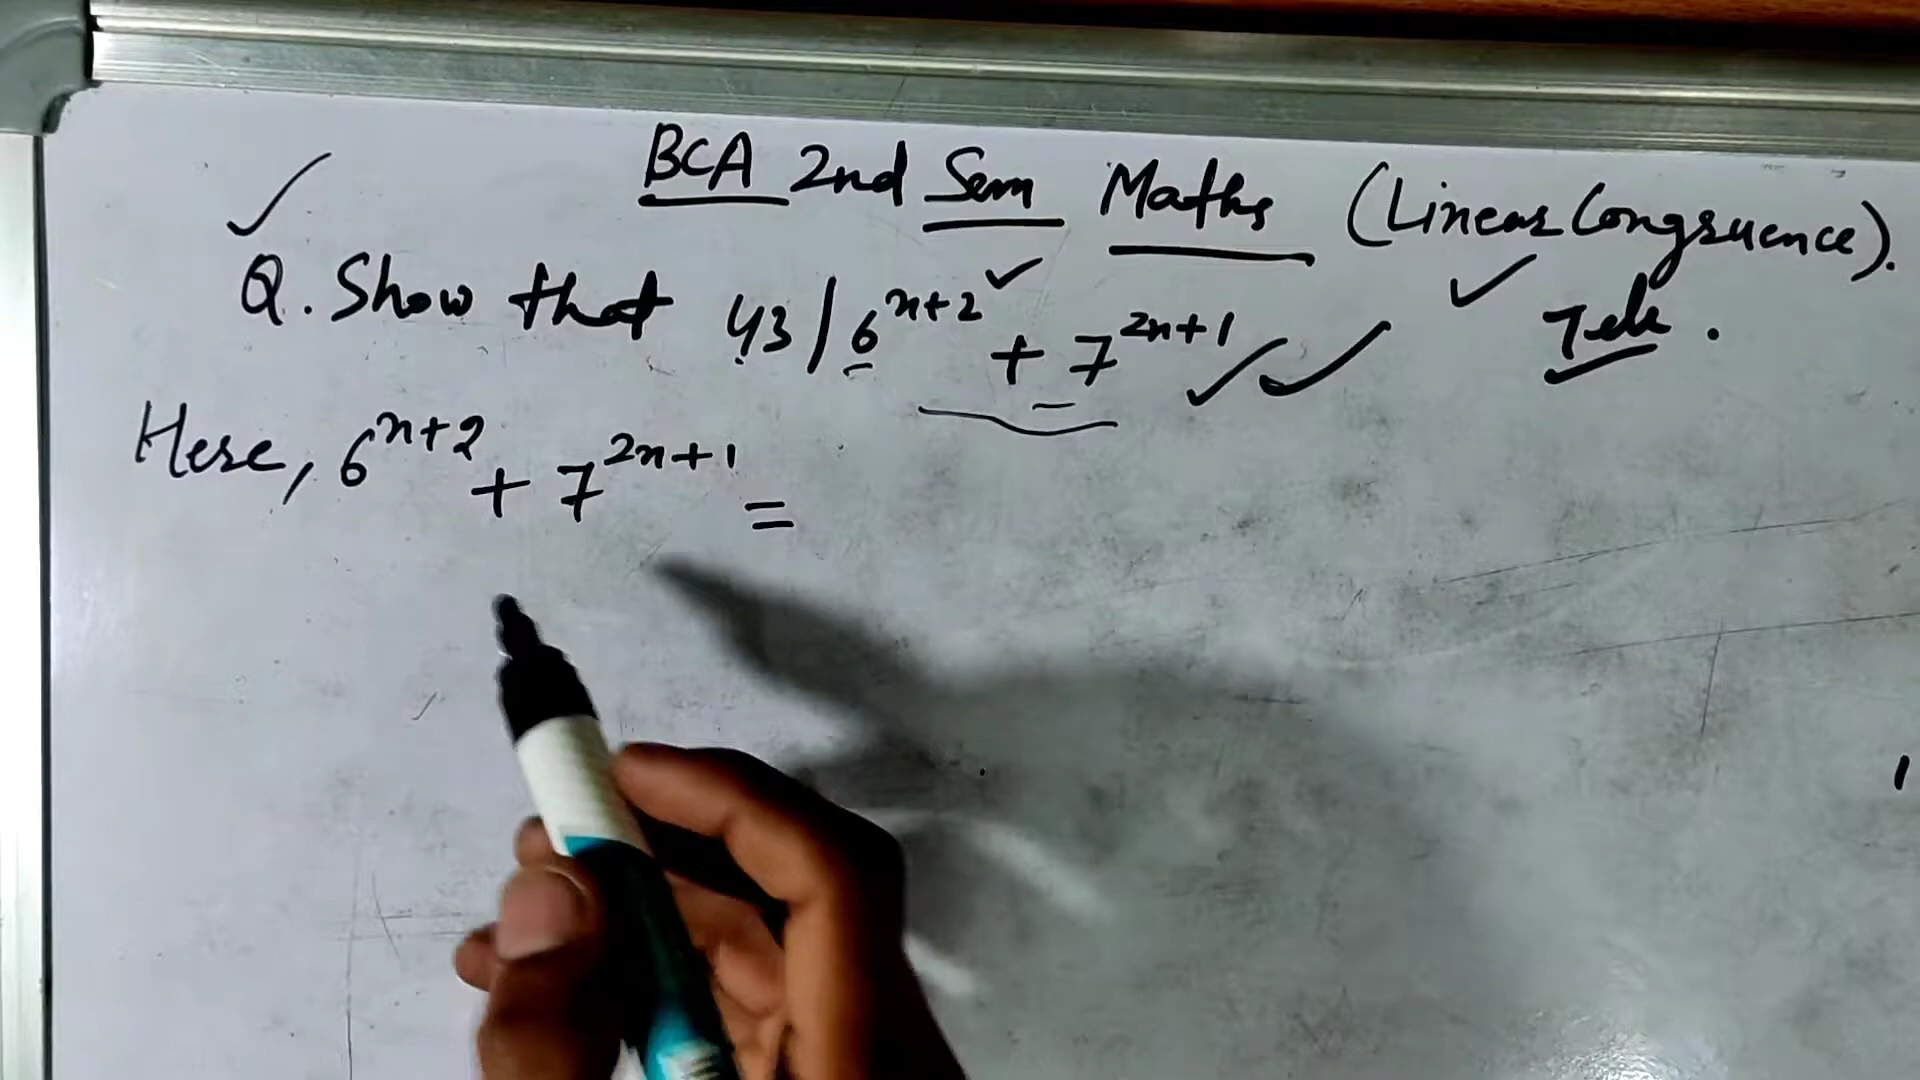 BCA 2nd Sem Maths (Linear Congruence).
Q. Show that 43 | 6^{n+2} + 7^{2n+1}
Here, 6^{n+2} + 7^{2n+1} =